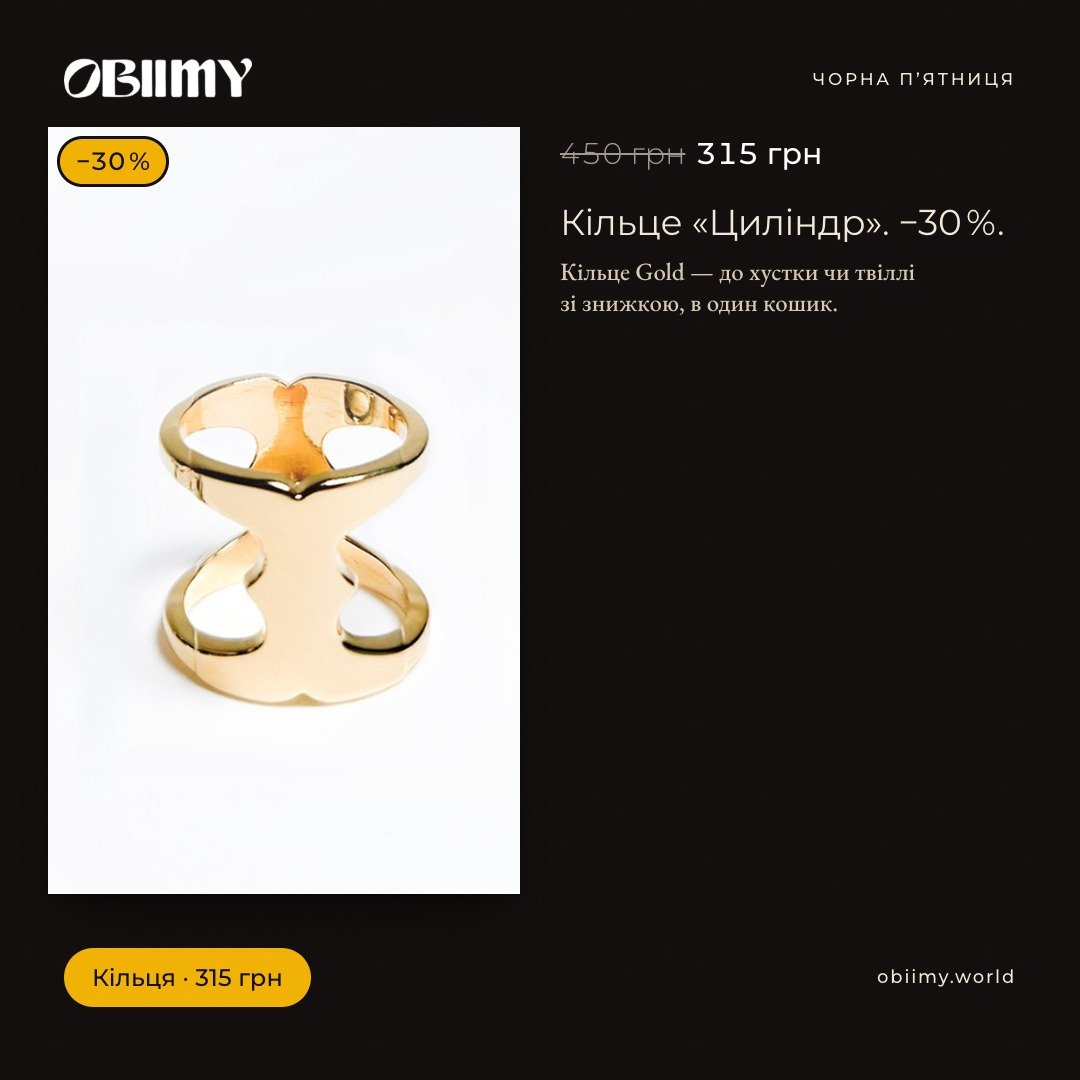 OBIIMY
ЧОРНА П’ЯТНИЦЯ
−30 %
450 грн 315 грн
Кільце «Циліндр». −30 %.
Кільце Gold — до хустки чи твіллі
зі знижкою, в один кошик.
Кільця · 315 грн
obiimy.world